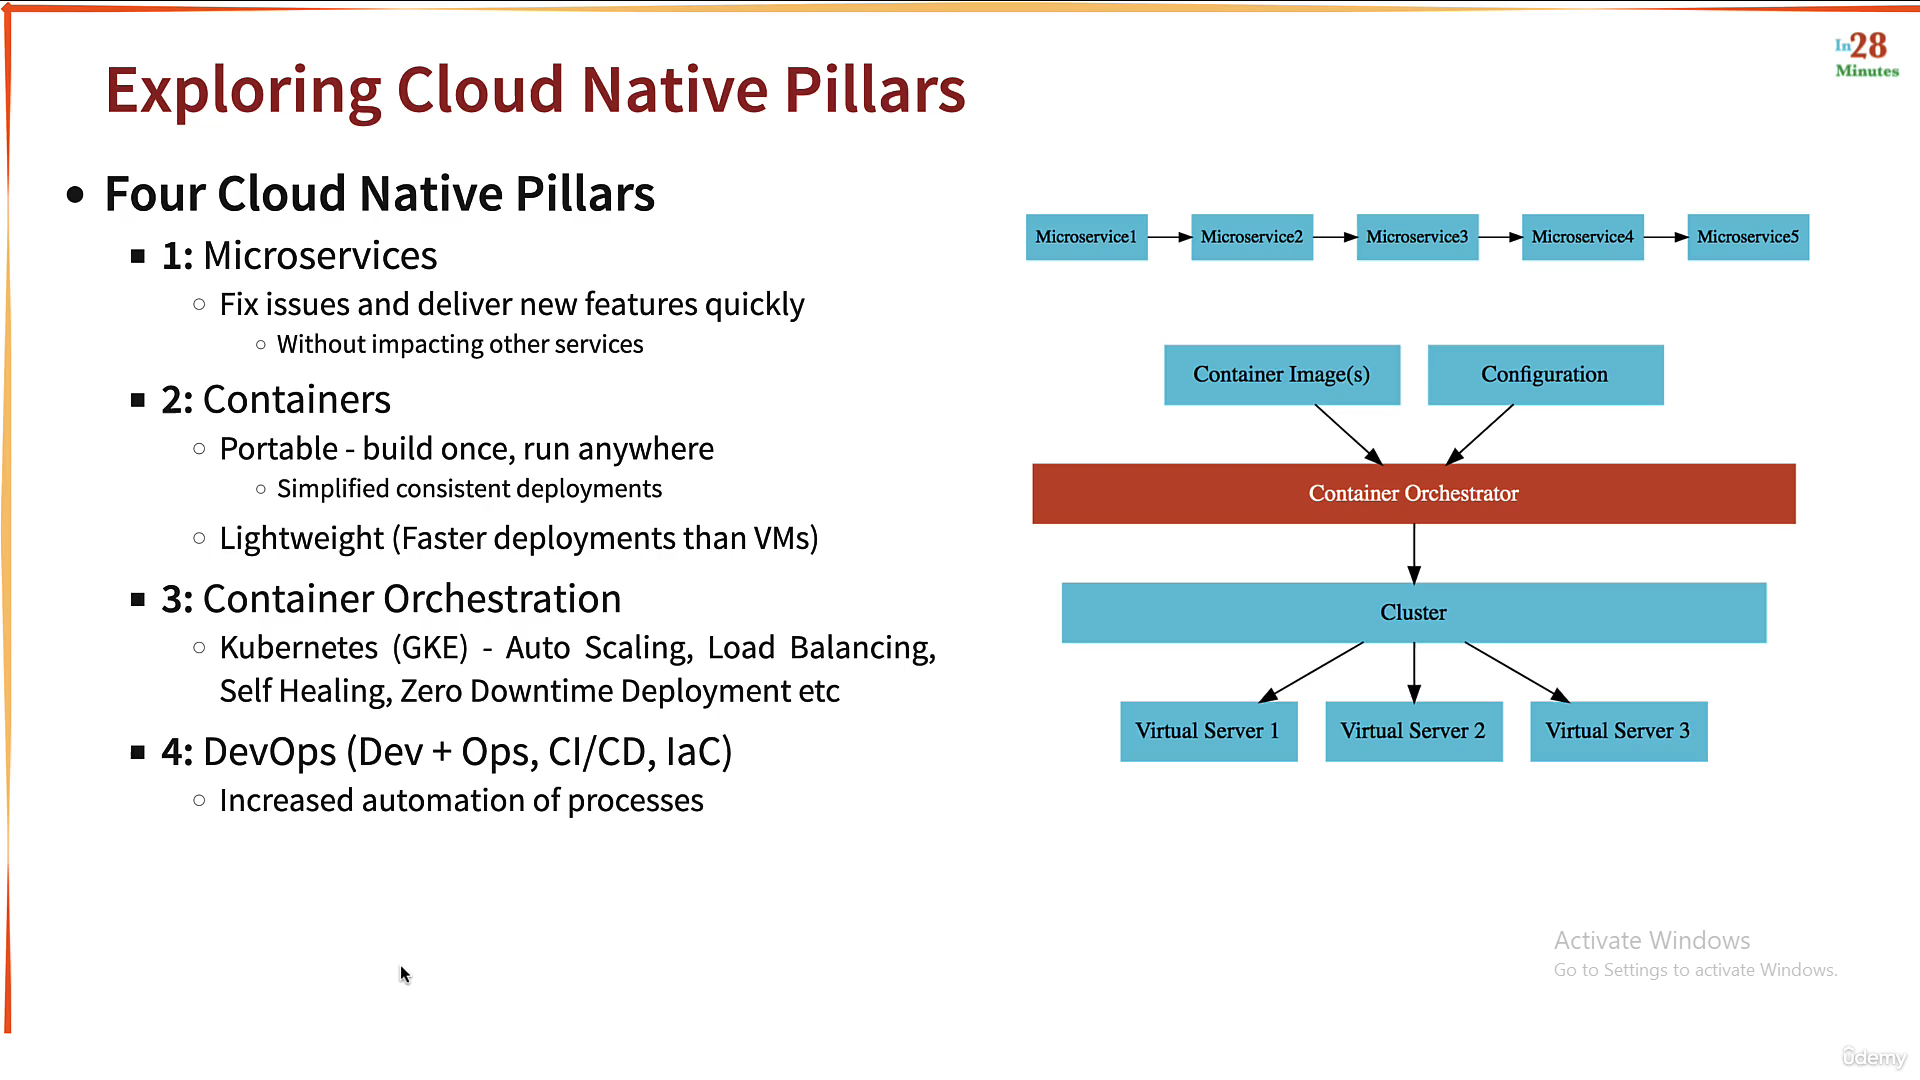 In28
Minutes
Exploring Cloud Native Pillars
Four Cloud Native Pillars
1: Microservices
Fix issues and deliver new features quickly
Without impacting other services
2: Containers
Portable - build once, run anywhere
Simplified consistent deployments
Lightweight (Faster deployments than VMs)
3: Container Orchestration
Kubernetes (GKE) - Auto Scaling, Load Balancing,
Self Healing, Zero Downtime Deployment etc
4: DevOps (Dev + Ops, CI/CD, IaC)
Increased automation of processes
Microservice1 Microservice2 Microservice3 Microservice4 Microservice5
Container Image(s) Configuration
Container Orchestrator
Cluster
Virtual Server 1 Virtual Server 2 Virtual Server 3
Activate Windows
Go to Settings to activate Windows.
ûdemy